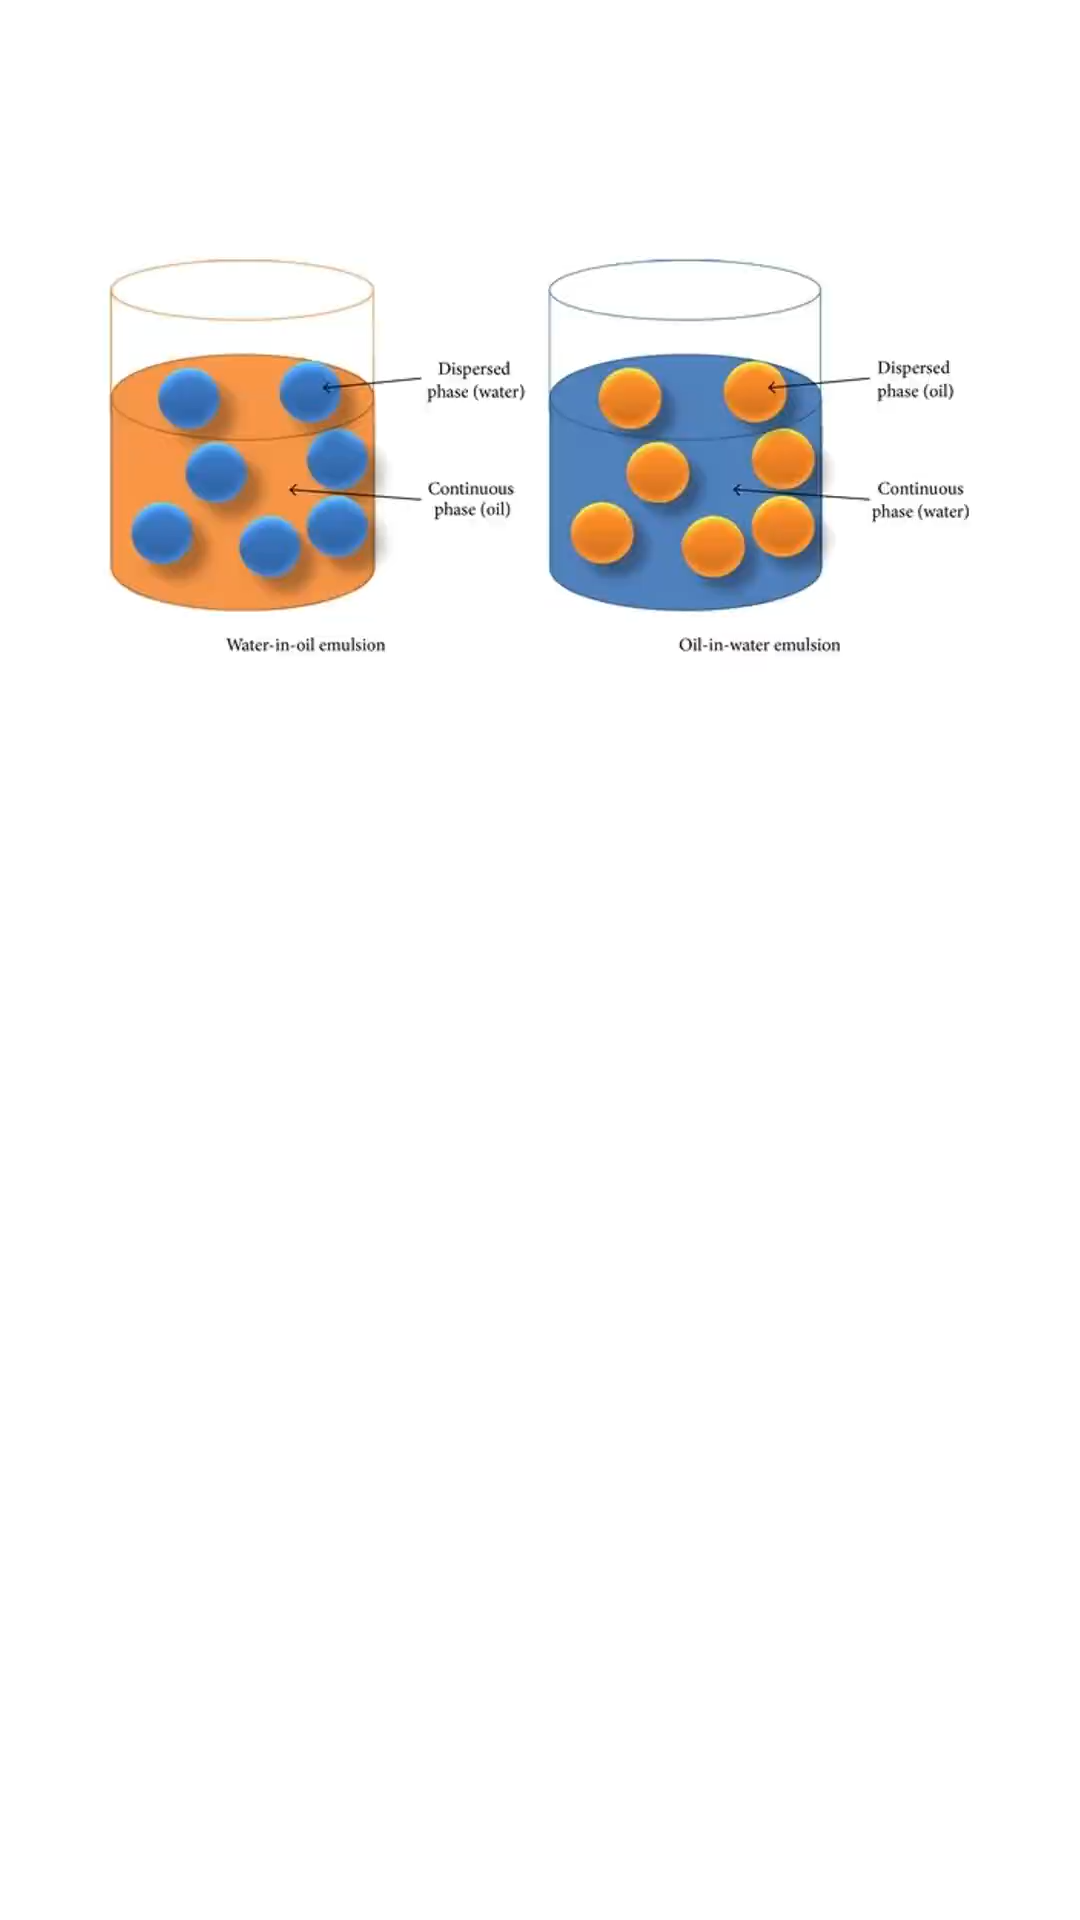 Dispersed
phase (water)
Continuous
phase (oil)
Water-in-oil emulsion
Dispersed
phase (oil)
Continuous
phase (water)
Oil-in-water emulsion